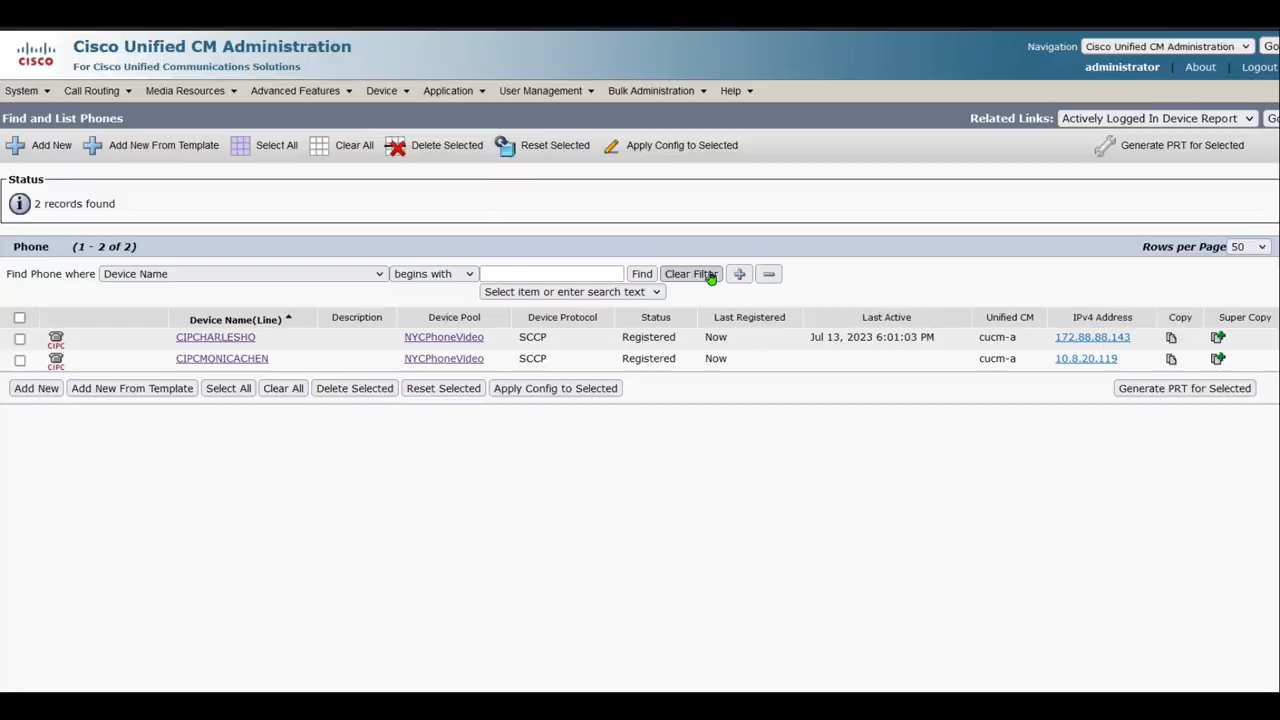 Cisco Unified CM Administration
For Cisco Unified Communications Solutions
CISCO
Navigation Cisco Unified CM Administration Go
administrator | About | Logout
System Call Routing Media Resources Advanced Features Device Application User Management Bulk Administration Help
Find and List Phones Related Links: Actively Logged In Device Report Go
Add New Add New From Template Select All Clear All Delete Selected Reset Selected Apply Config to Selected Generate PRT for Selected
Status
i 2 records found
Phone (1 - 2 of 2) Rows per Page 50
Find Phone where Device Name begins with Find Clear Filter
Select item or enter search text
Device Name(Line) Description Device Pool Device Protocol Status Last Registered Last Active Unified CM IPv4 Address Copy Super Copy
CIPC CIPCHARLESHO NYCPhoneVideo SCCP Registered Now Jul 13, 2023 6:01:03 PM cucm-a 172.88.88.143
CIPC CIPCMONICACHEN NYCPhoneVideo SCCP Registered Now cucm-a 10.8.20.119
Add New Add New From Template Select All Clear All Delete Selected Reset Selected Apply Config to Selected Generate PRT for Selected